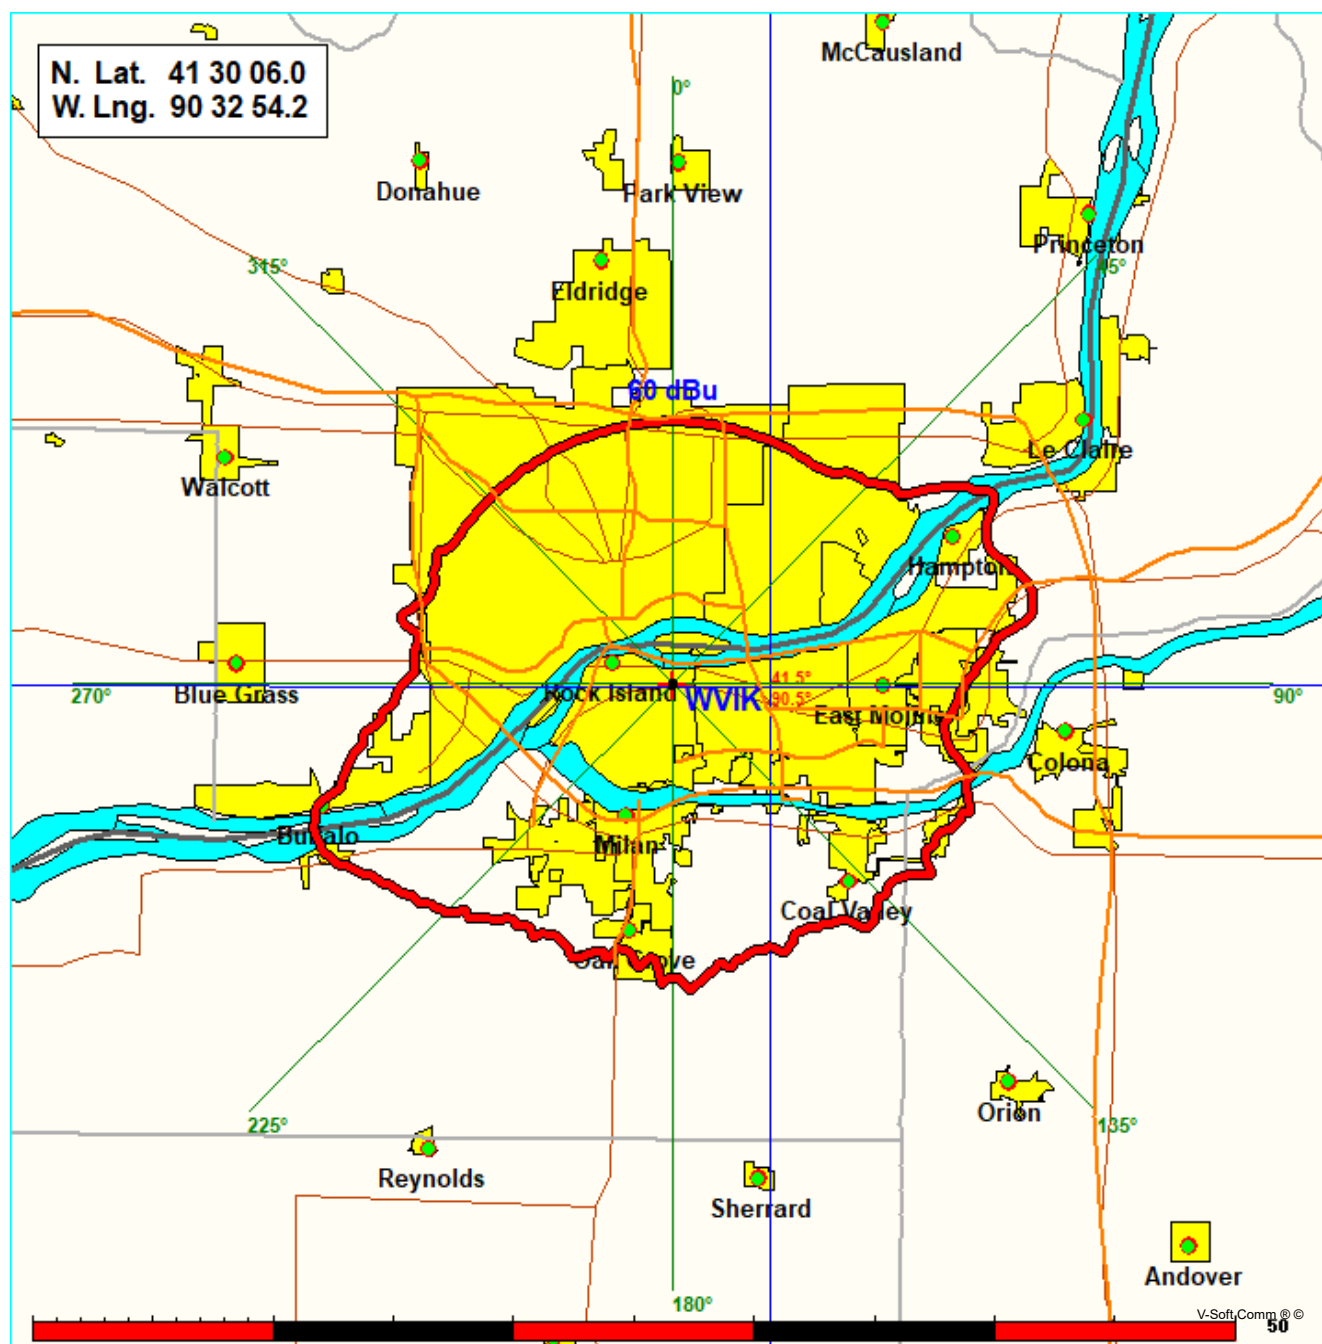 McCausland
N. Lat. 41 30 06.0
W. Lng. 90 32 54.2
0°
Donahue
Park View
Princeton
315°
45°
Eldridge
60 dBu
Le Claire
Walcott
Hampton
Blue Grass
Rock Island
41.5°
270°
WVIK
-90.5°
90°
East Moline
Colona
Buffalo
Milan
Coal Valley
Oak Grove
Orion
225°
135°
Reynolds
Sherrard
Andover
180°
V-Soft Comm ® ©
50